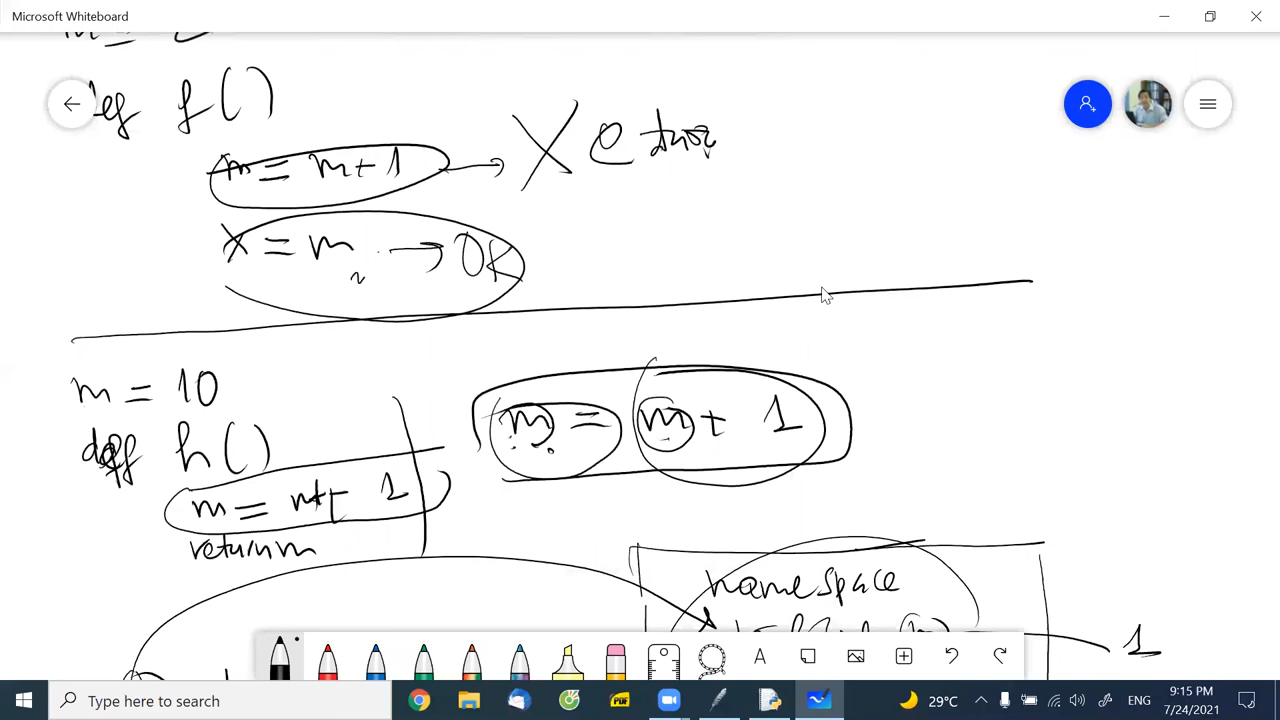 Microsoft Whiteboard
def f()
m = m + 1 → X
x = m → OK
m = 10
def h()
m = m + 1
return m
m = m + 1
namespace
1
Type here to search
29°C
ENG
9:15 PM
7/24/2021